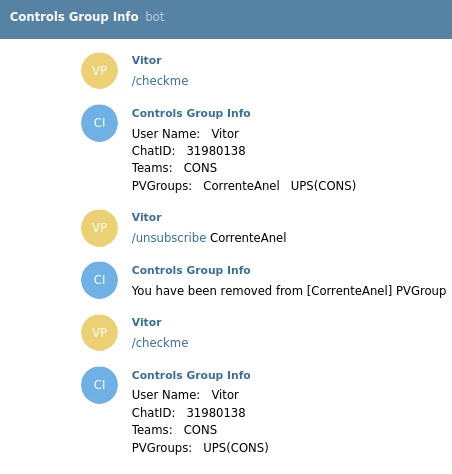 Controls Group Info bot
VP
Vitor
/checkme
CI
Controls Group Info
User Name: Vitor
ChatID: 31980138
Teams: CONS
PVGroups: CorrenteAnel UPS(CONS)
VP
Vitor
/unsubscribe CorrenteAnel
CI
Controls Group Info
You have been removed from [CorrenteAnel] PVGroup
VP
Vitor
/checkme
CI
Controls Group Info
User Name: Vitor
ChatID: 31980138
Teams: CONS
PVGroups: UPS(CONS)